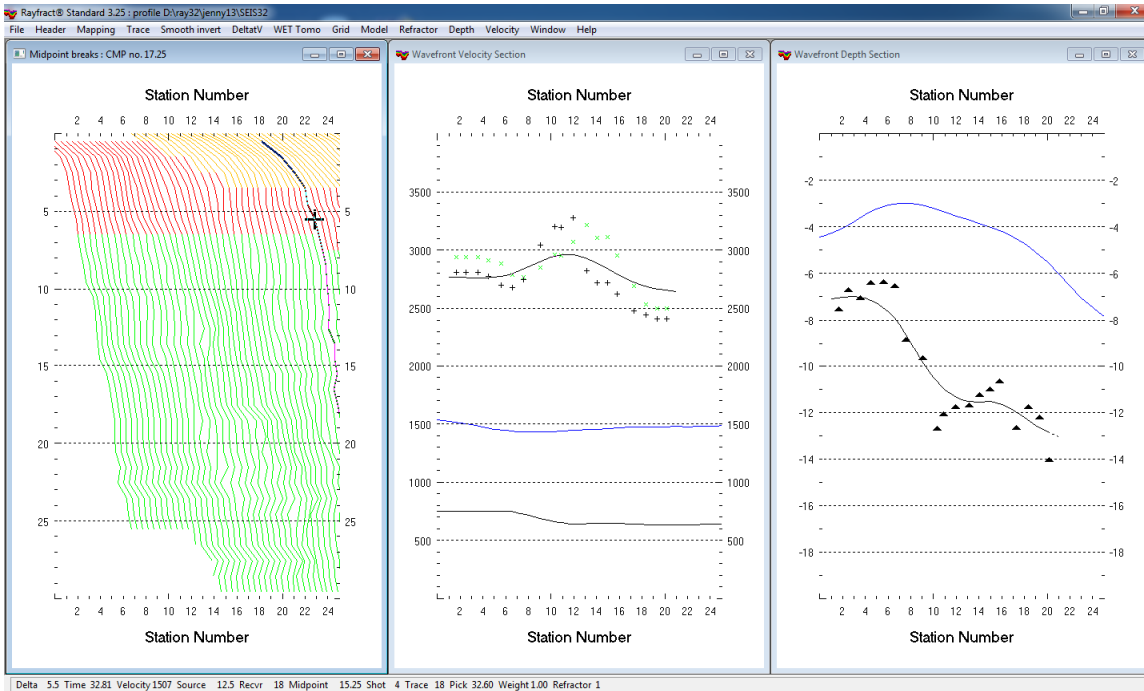 Rayfract® Standard 3.25 : profile D:\ray32\jenny13\SEIS32
File Header Mapping Trace Smooth invert DeltatV WET Tomo Grid Model Refractor Depth Velocity Window Help
Midpoint breaks : CMP no. 17.25
Station Number
2 4 6 8 10 12 14 16 18 20 22 24
5 5
10 10
15 15
20 20
25 25
2 4 6 8 10 12 14 16 18 20 22 24
Station Number
Wavefront Velocity Section
Station Number
2 4 6 8 10 12 14 16 18 20 22 24
3500 3500
3000 3000
2500 2500
2000 2000
1500 1500
1000 1000
500 500
2 4 6 8 10 12 14 16 18 20 22 24
Station Number
Wavefront Depth Section
Station Number
2 4 6 8 10 12 14 16 18 20 22 24
-2 -2
-4 -4
-6 -6
-8 -8
-10 -10
-12 -12
-14 -14
-16 -16
-18 -18
2 4 6 8 10 12 14 16 18 20 22 24
Station Number
Delta 5.5 Time 32.81 Velocity 1507 Source 12.5 Recvr 18 Midpoint 15.25 Shot 4 Trace 18 Pick 32.60 Weight 1.00 Refractor 1